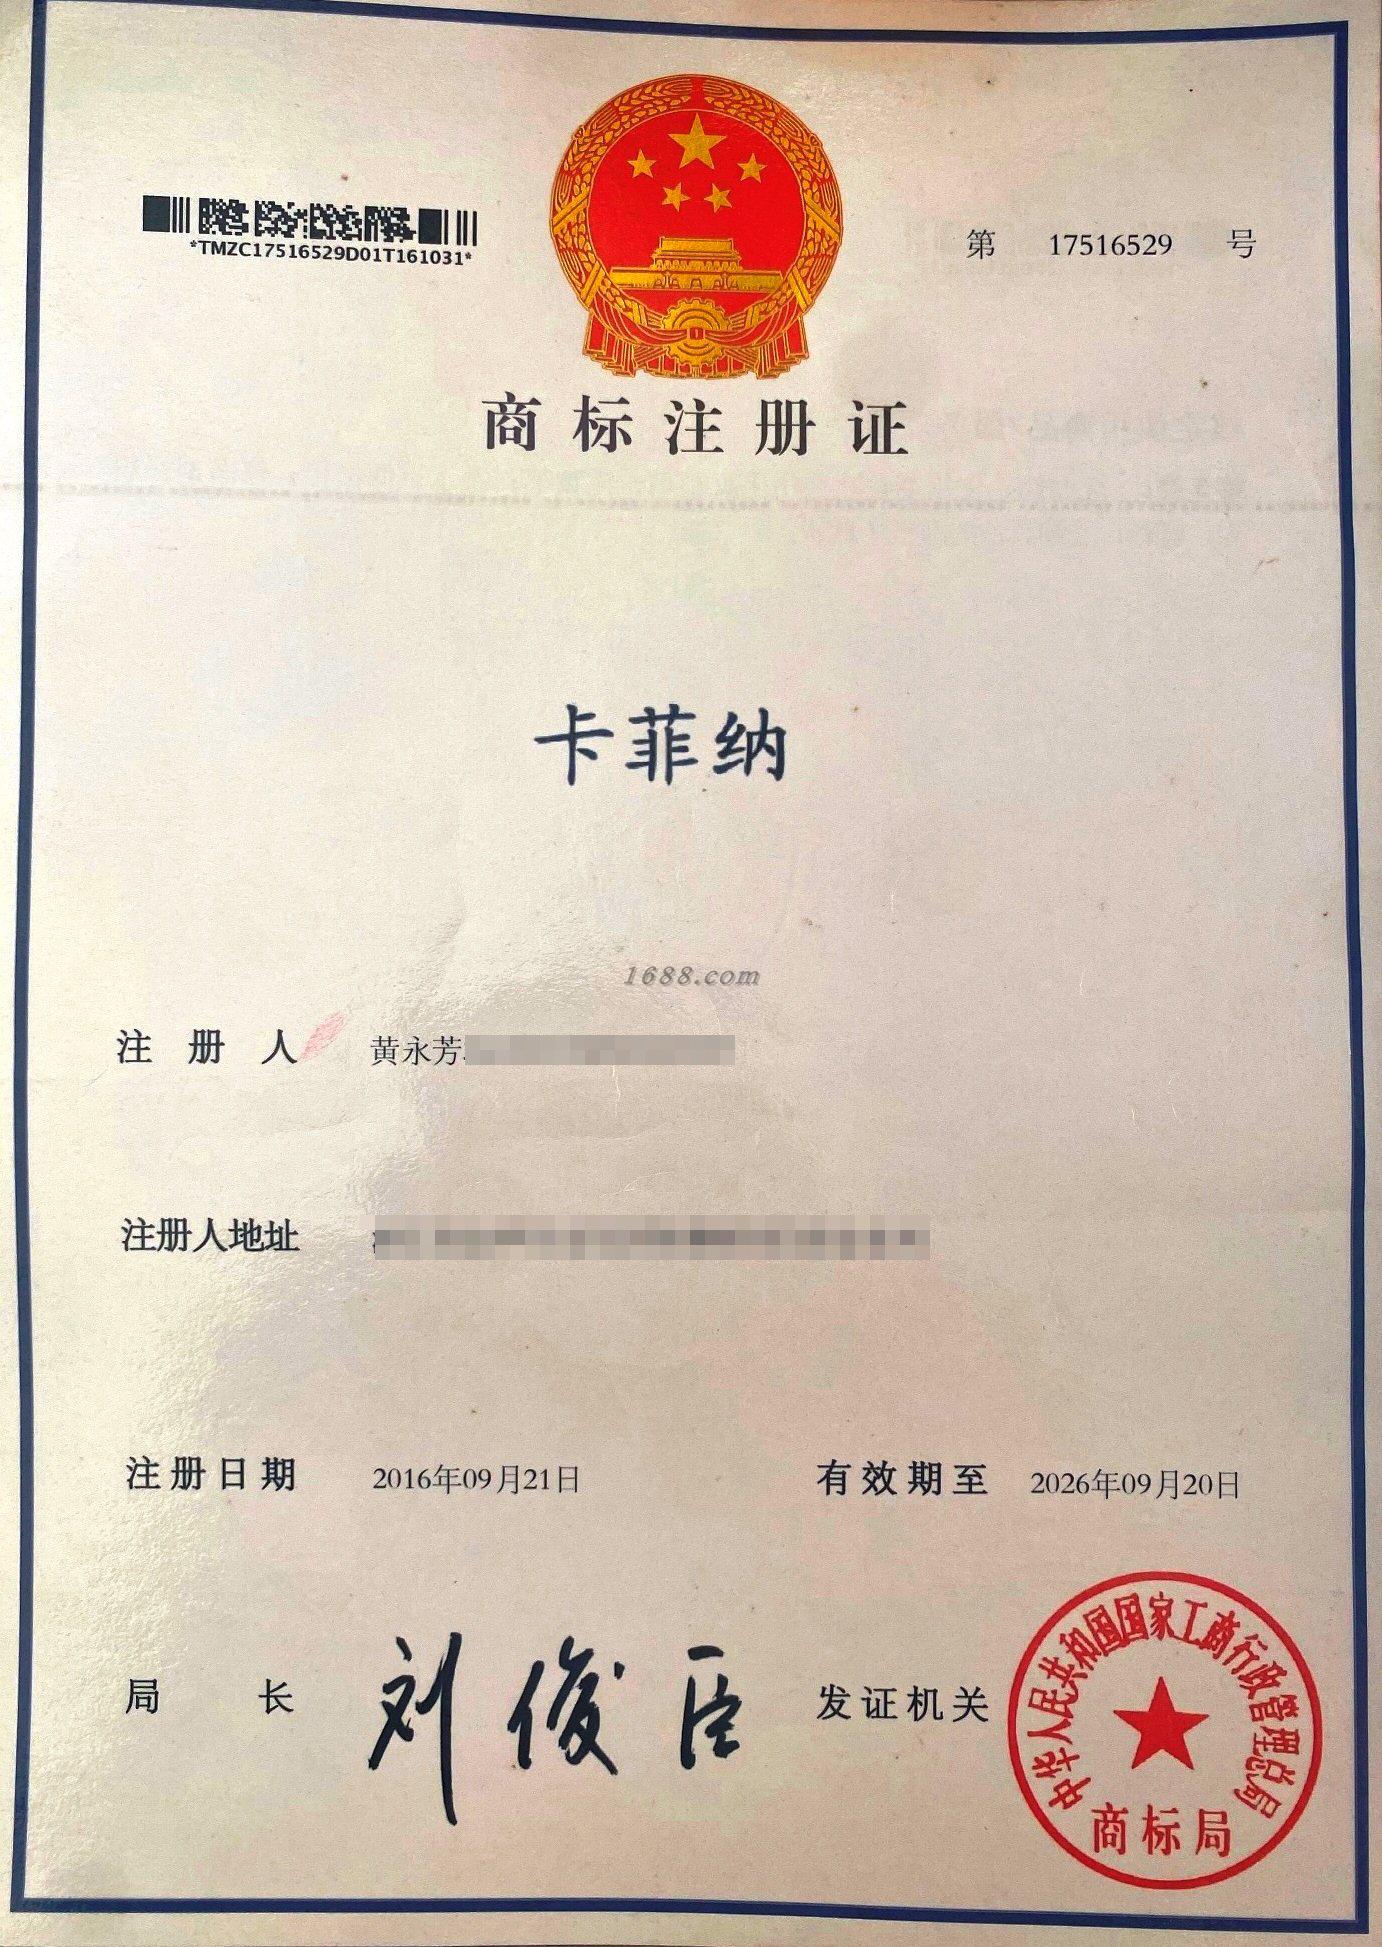 *TMZC17516529D01T161031*
第 17516529 号
商标注册证
卡菲纳
1688.com
注册人 黄永芳
注册人地址
注册日期 2016年09月21日 有效期至 2026年09月20日
局长 刘俊臣 发证机关
中华人民共和国国家工商行政管理总局
商标局